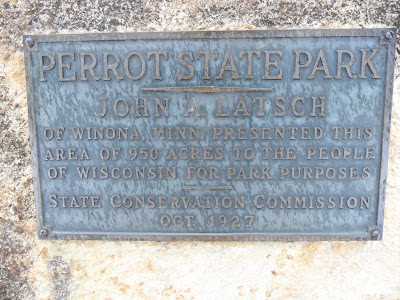 PERROT STATE PARK
JOHN A. LATSCH
OF WINONA, MINN. PRESENTED THIS
AREA OF 950 ACRES TO THE PEOPLE
OF WISCONSIN FOR PARK PURPOSES
STATE CONSERVATION COMMISSION
OCT. 1927